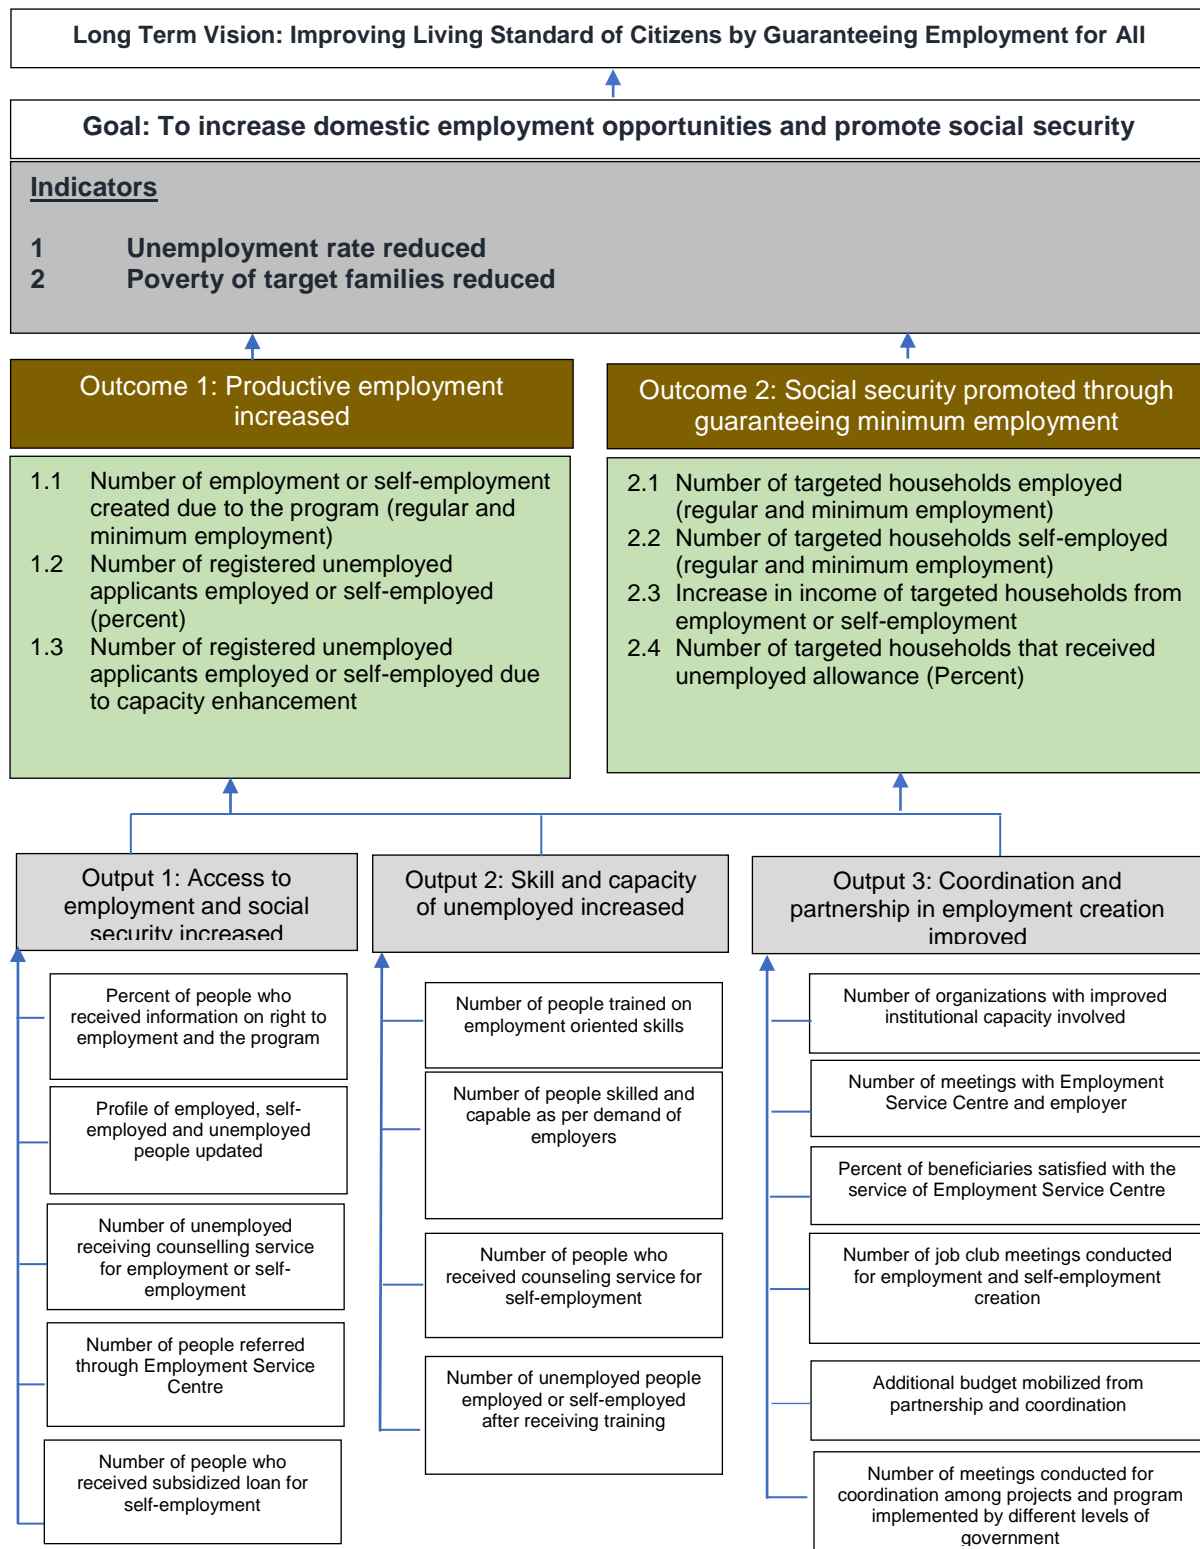 Long Term Vision: Improving Living Standard of Citizens by Guaranteeing Employment for All
Goal: To increase domestic employment opportunities and promote social security
Indicators
1 Unemployment rate reduced
2 Poverty of target families reduced
Outcome 1: Productive employment
increased
1.1 Number of employment or self-employment
created due to the program (regular and
minimum employment)
1.2 Number of registered unemployed
applicants employed or self-employed
(percent)
1.3 Number of registered unemployed
applicants employed or self-employed due
to capacity enhancement
Outcome 2: Social security promoted through
guaranteeing minimum employment
2.1 Number of targeted households employed
(regular and minimum employment)
2.2 Number of targeted households self-employed
(regular and minimum employment)
2.3 Increase in income of targeted households from
employment or self-employment
2.4 Number of targeted households that received
unemployed allowance (Percent)
Output 1: Access to
employment and social
security increased
Percent of people who
received information on right to
employment and the program
Profile of employed, self-
employed and unemployed
people updated
Number of unemployed
receiving counselling service
for employment or self-
employment
Number of people referred
through Employment Service
Centre
Number of people who
received subsidized loan for
self-employment
Output 2: Skill and capacity
of unemployed increased
Number of people trained on
employment oriented skills
Number of people skilled and
capable as per demand of
employers
Number of people who
received counseling service for
self-employment
Number of unemployed people
employed or self-employed
after receiving training
Output 3: Coordination and
partnership in employment creation
improved
Number of organizations with improved
institutional capacity involved
Number of meetings with Employment
Service Centre and employer
Percent of beneficiaries satisfied with the
service of Employment Service Centre
Number of job club meetings conducted
for employment and self-employment
creation
Additional budget mobilized from
partnership and coordination
Number of meetings conducted for
coordination among projects and program
implemented by different levels of
government